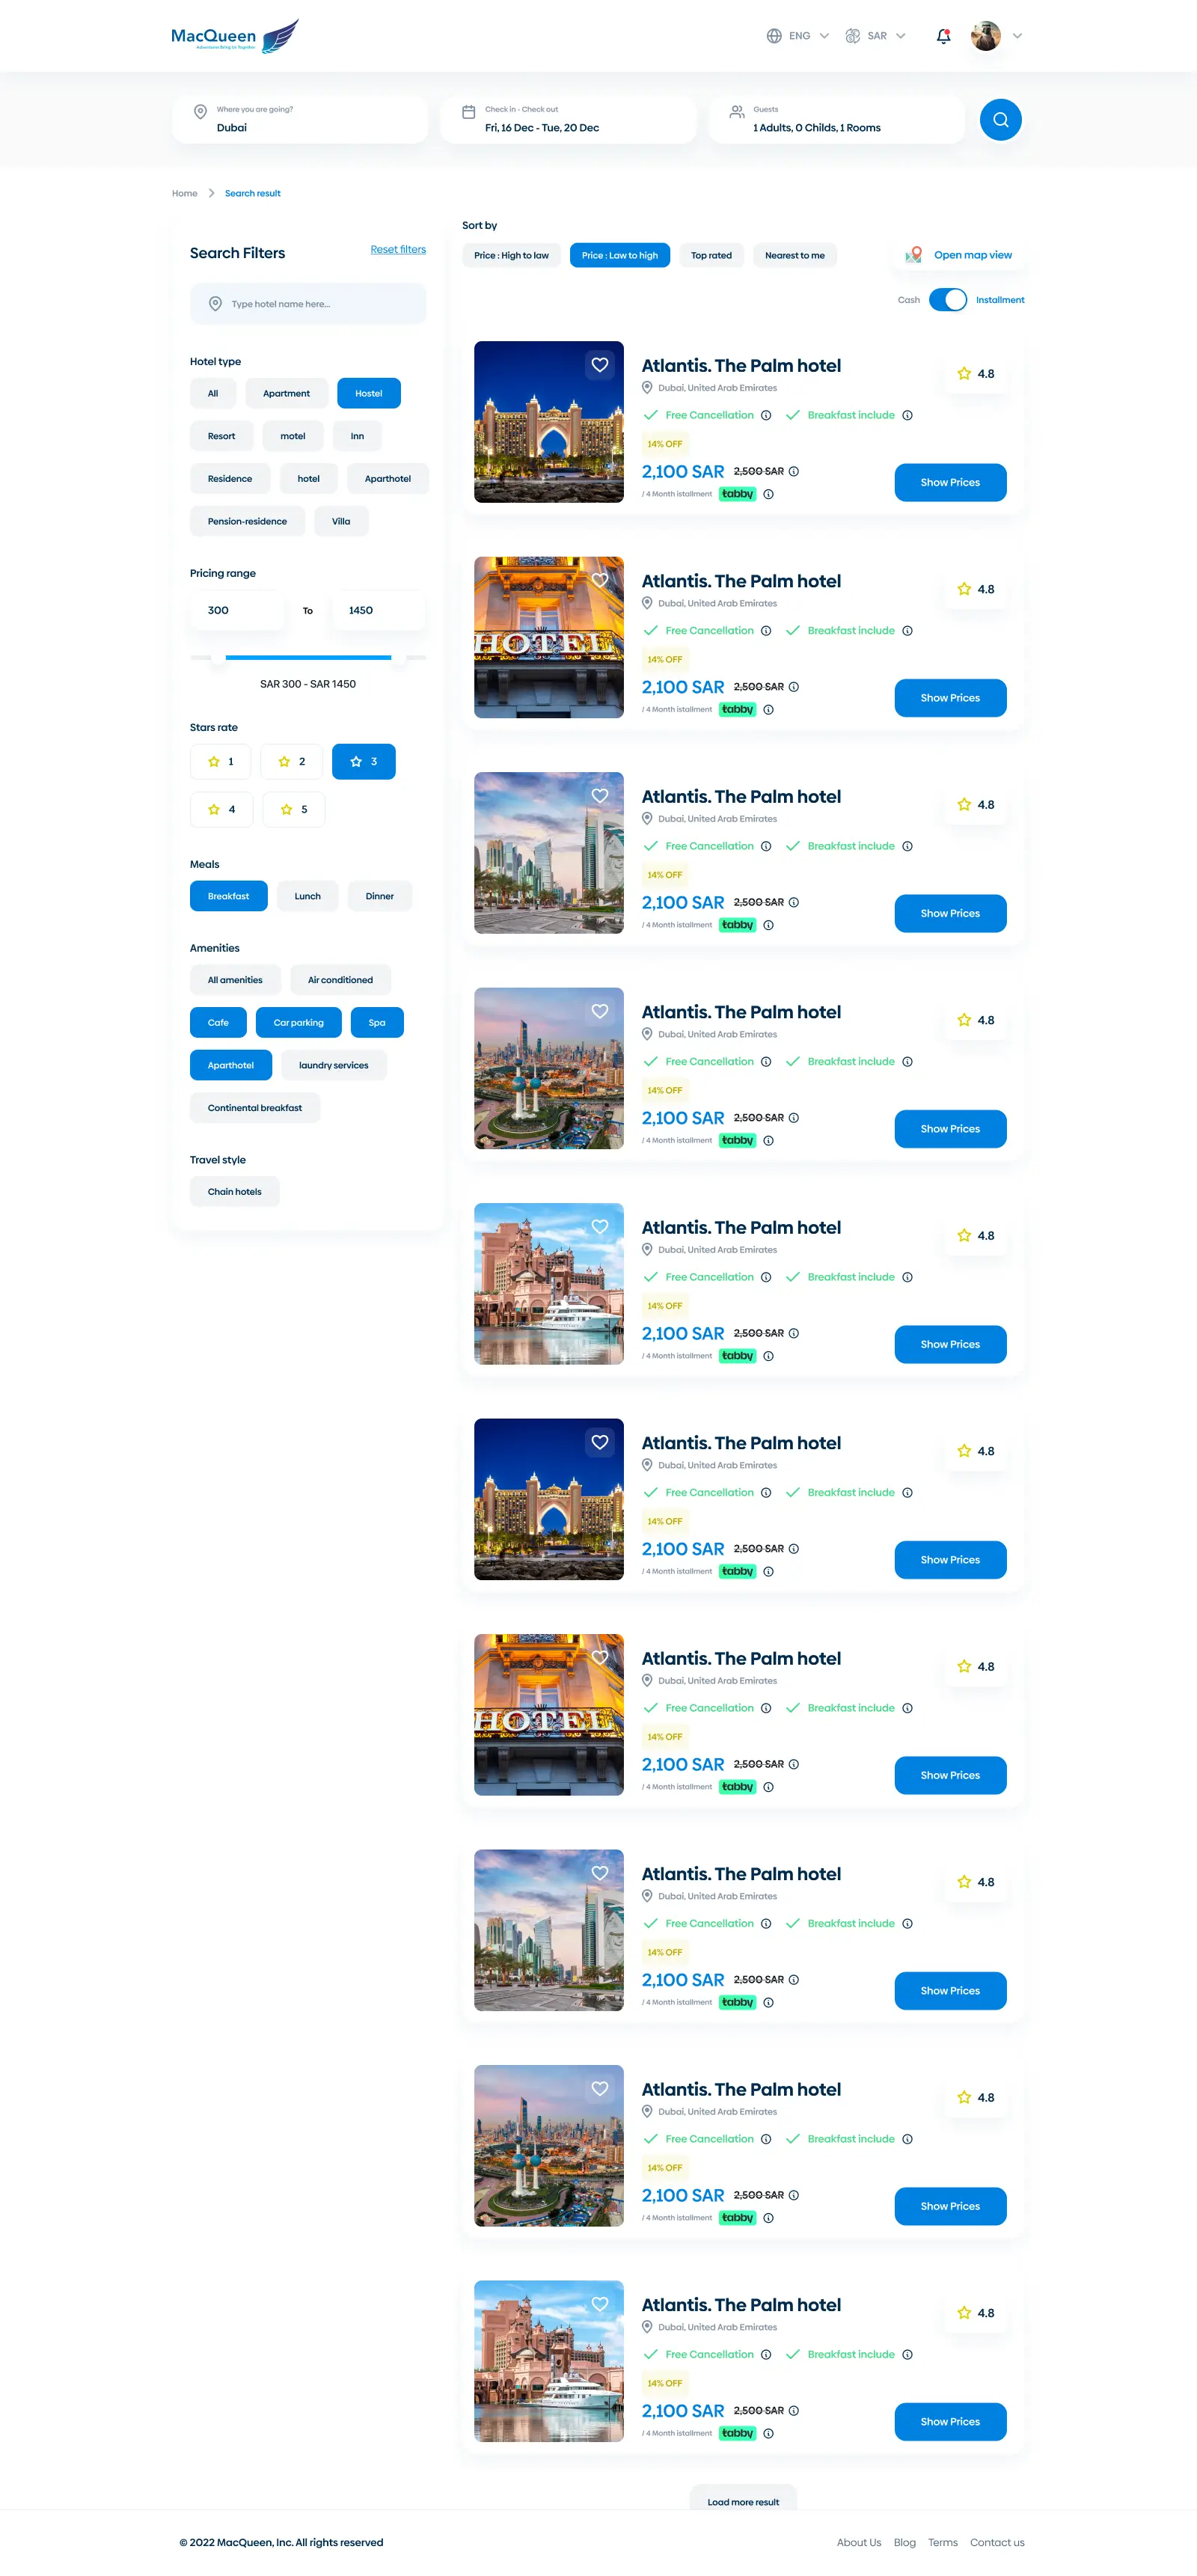 MacQueen
Adventures Bring Us Together
ENG
SAR
Where you are going?
Dubai
Check in - Check out
Fri, 16 Dec - Tue, 20 Dec
Guests
1 Adults, 0 Childs, 1 Rooms
Home
Search result
Search Filters
Reset filters
Type hotel name here...
Hotel type
All
Apartment
Hostel
Resort
motel
Inn
Residence
hotel
Aparthotel
Pension-residence
Villa
Pricing range
300
To
1450
SAR 300 - SAR 1450
Stars rate
1
2
3
4
5
Meals
Breakfast
Lunch
Dinner
Amenities
All amenities
Air conditioned
Cafe
Car parking
Spa
Aparthotel
laundry services
Continental breakfast
Travel style
Chain hotels
Sort by
Price : High to law
Price : Law to high
Top rated
Nearest to me
Open map view
Cash
Installment
Atlantis. The Palm hotel
4.8
Dubai, United Arab Emirates
Free Cancellation
Breakfast include
14% OFF
2,100 SAR
2,500 SAR
/ 4 Month istallment
tabby
Show Prices
HOTEL
Atlantis. The Palm hotel
4.8
Dubai, United Arab Emirates
Free Cancellation
Breakfast include
14% OFF
2,100 SAR
2,500 SAR
/ 4 Month istallment
tabby
Show Prices
Atlantis. The Palm hotel
4.8
Dubai, United Arab Emirates
Free Cancellation
Breakfast include
14% OFF
2,100 SAR
2,500 SAR
/ 4 Month istallment
tabby
Show Prices
Atlantis. The Palm hotel
4.8
Dubai, United Arab Emirates
Free Cancellation
Breakfast include
14% OFF
2,100 SAR
2,500 SAR
/ 4 Month istallment
tabby
Show Prices
Atlantis. The Palm hotel
4.8
Dubai, United Arab Emirates
Free Cancellation
Breakfast include
14% OFF
2,100 SAR
2,500 SAR
/ 4 Month istallment
tabby
Show Prices
Atlantis. The Palm hotel
4.8
Dubai, United Arab Emirates
Free Cancellation
Breakfast include
14% OFF
2,100 SAR
2,500 SAR
/ 4 Month istallment
tabby
Show Prices
HOTEL
Atlantis. The Palm hotel
4.8
Dubai, United Arab Emirates
Free Cancellation
Breakfast include
14% OFF
2,100 SAR
2,500 SAR
/ 4 Month istallment
tabby
Show Prices
Atlantis. The Palm hotel
4.8
Dubai, United Arab Emirates
Free Cancellation
Breakfast include
14% OFF
2,100 SAR
2,500 SAR
/ 4 Month istallment
tabby
Show Prices
Atlantis. The Palm hotel
4.8
Dubai, United Arab Emirates
Free Cancellation
Breakfast include
14% OFF
2,100 SAR
2,500 SAR
/ 4 Month istallment
tabby
Show Prices
Atlantis. The Palm hotel
4.8
Dubai, United Arab Emirates
Free Cancellation
Breakfast include
14% OFF
2,100 SAR
2,500 SAR
/ 4 Month istallment
tabby
Show Prices
Load more result
© 2022 MacQueen, Inc. All rights reserved
About Us
Blog
Terms
Contact us